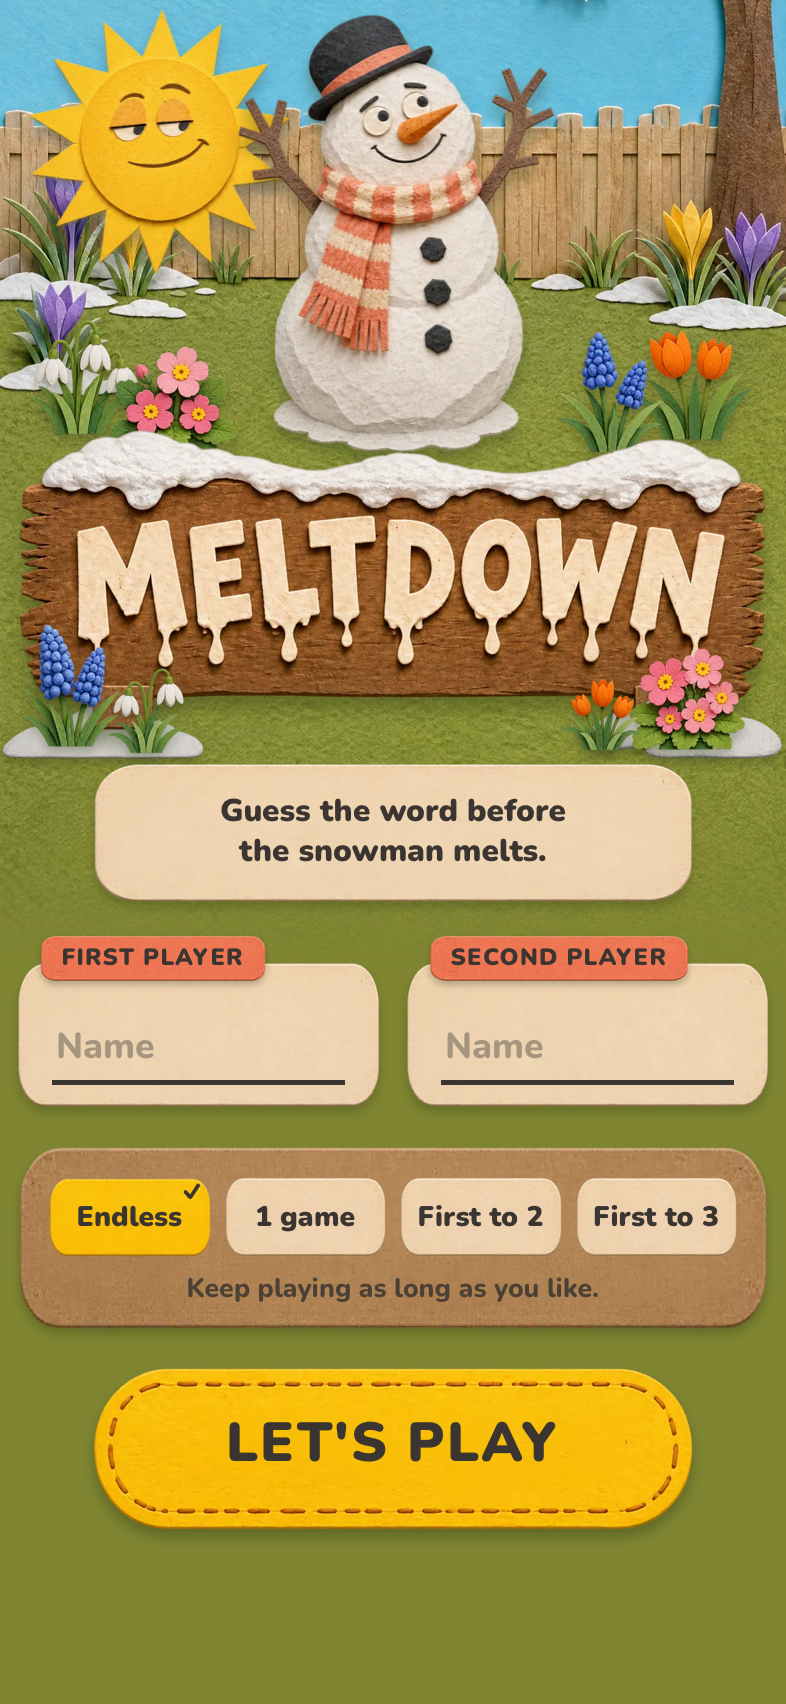 MELTDOWN
Guess the word before
the snowman melts.
FIRST PLAYER
SECOND PLAYER
Name
Name
Endless
1 game
First to 2
First to 3
Keep playing as long as you like.
LET'S PLAY